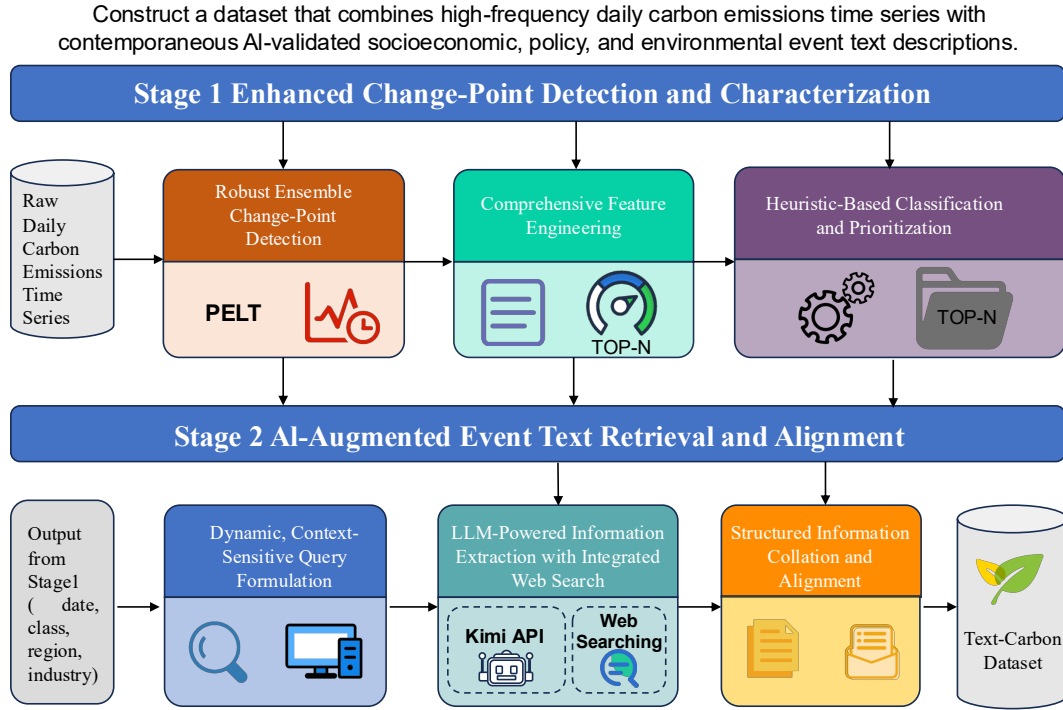 Construct a dataset that combines high-frequency daily carbon emissions time series with
contemporaneous AI-validated socioeconomic, policy, and environmental event text descriptions.
Stage 1 Enhanced Change-Point Detection and Characterization
Raw
Daily
Carbon
Emissions
Time
Series
Robust Ensemble
Change-Point
Detection
PELT
Comprehensive Feature
Engineering
TOP-N
Heuristic-Based Classification
and Prioritization
TOP-N
Stage 2 AI-Augmented Event Text Retrieval and Alignment
Output
from
Stage1
( date,
class,
region,
industry)
Dynamic, Context-
Sensitive Query
Formulation
LLM-Powered Information
Extraction with Integrated
Web Search
Kimi API
Web
Searching
Structured Information
Collation and
Alignment
Text-Carbon
Dataset